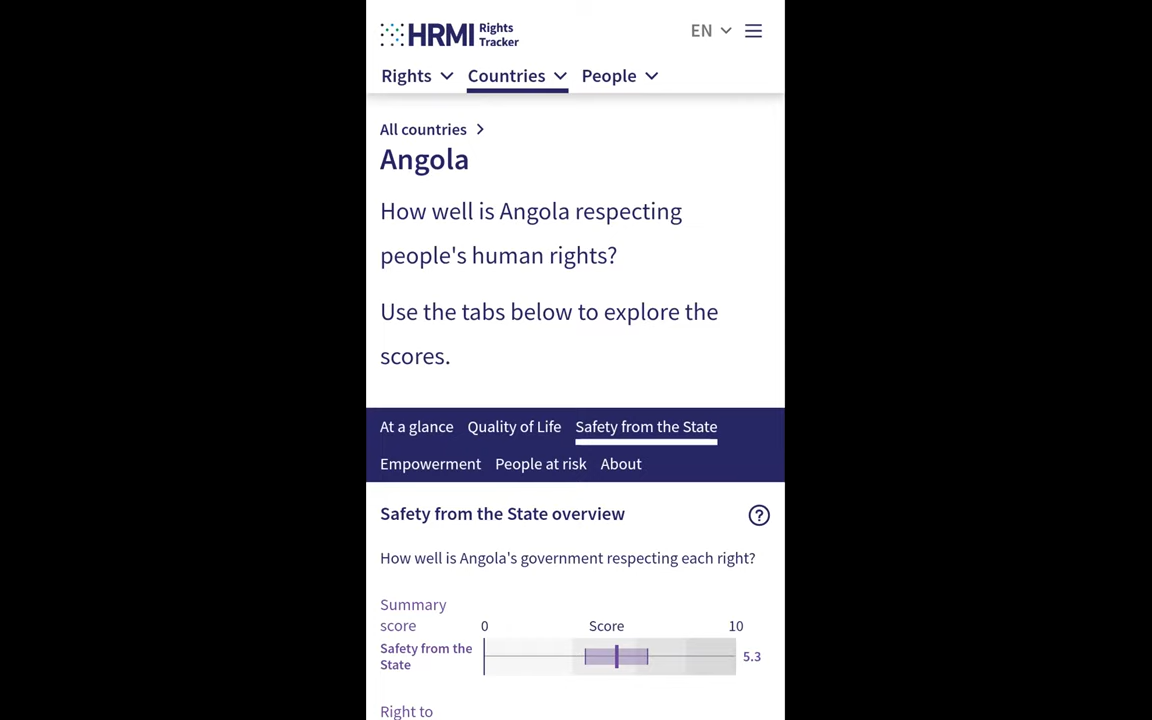 HRMI Rights Tracker
EN
Rights Countries People
All countries
Angola
How well is Angola respecting
people's human rights?
Use the tabs below to explore the
scores.
At a glance Quality of Life Safety from the State
Empowerment People at risk About
Safety from the State overview
?
How well is Angola's government respecting each right?
Summary
score
0 Score 10
Safety from the
State
5.3
Right to